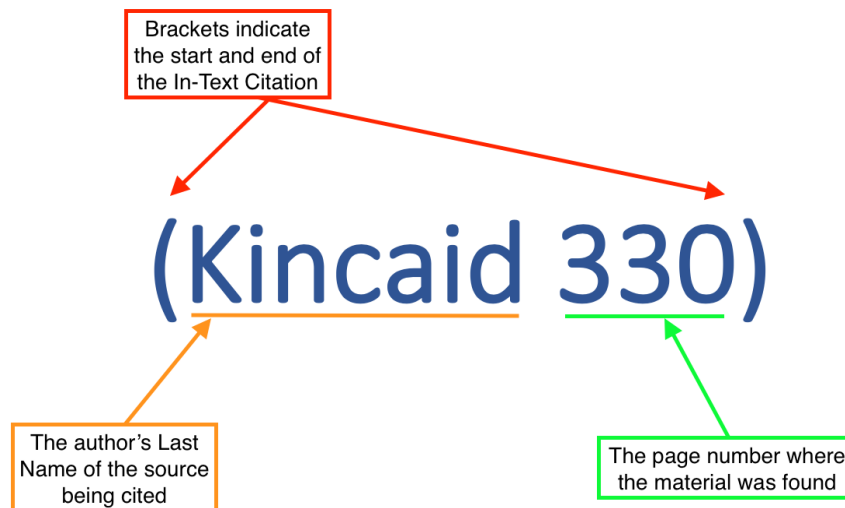 Brackets indicate
the start and end of
the In-Text Citation
(Kincaid 330)
The author’s Last
Name of the source
being cited
The page number where
the material was found